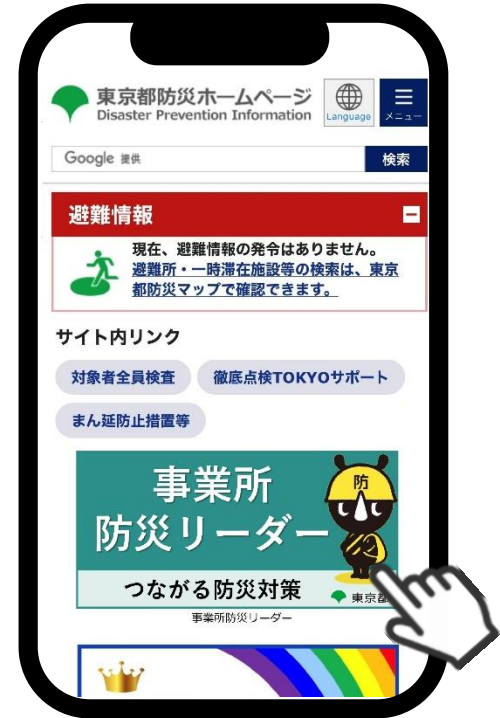 東京都防災ホームページ
Disaster Prevention Information
Language
メニュー
Google 提供
検索
避難情報
現在、避難情報の発令はありません。
避難所・一時滞在施設等の検索は、東京
都防災マップで確認できます。
サイト内リンク
対象者全員検査
徹底点検TOKYOサポート
まん延防止措置等
事業所
防災リーダー
防
つながる防災対策
東京都
事業所防災リーダー